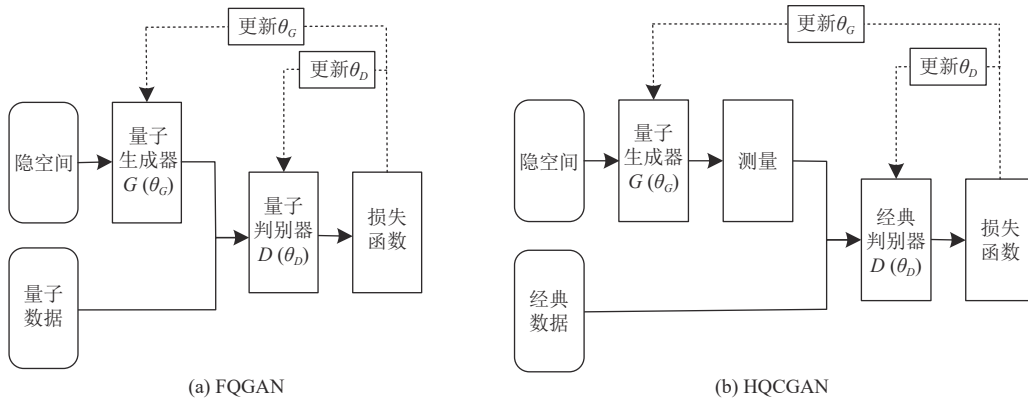 更新θG
更新θD
隐空间
量子
生成器
G (θG)
量子
判别器
D (θD)
损失
函数
量子
数据
(a) FQGAN
更新θG
更新θD
隐空间
量子
生成器
G (θG)
测量
经典
判别器
D (θD)
损失
函数
经典
数据
(b) HQCGAN